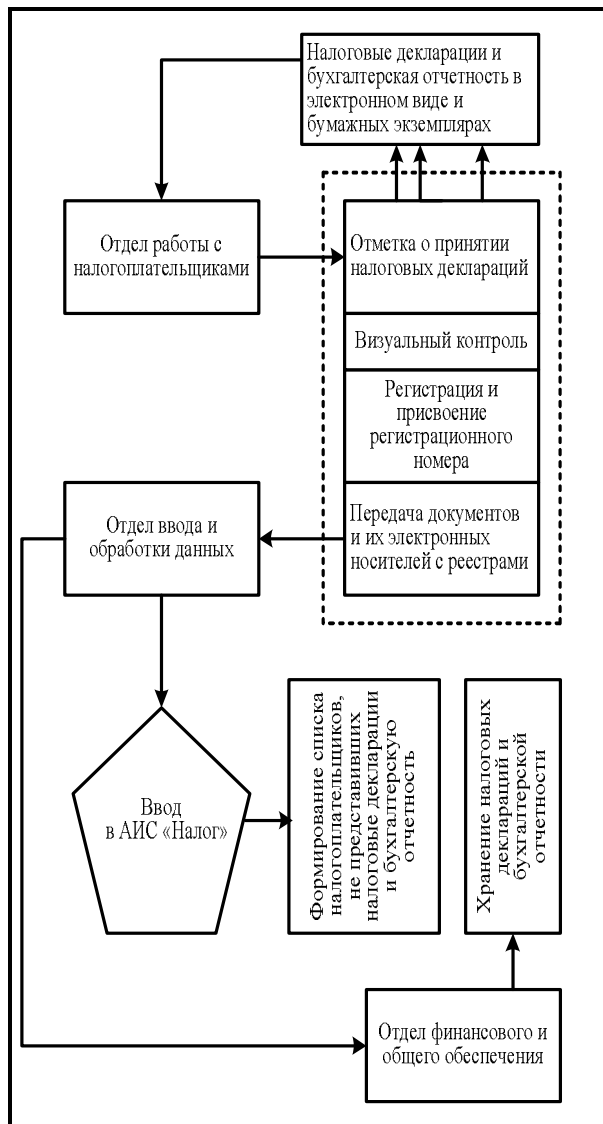 Налоговые декларации и
бухгалтерская отчетность в
электронном виде и
бумажных экземплярах
Отдел работы с
налогоплательщиками
Отметка о принятии
налоговых деклараций
Визуальный контроль
Регистрация и
присвоение
регистрационного
номера
Отдел ввода и
обработки данных
Передача документов
и их электронных
носителей с реестрами
Ввод
в АИС «Налог»
Формирование списка
налогоплательщиков,
не представивших
налоговые декларации
и бухгалтерскую
отчетность
Хранение налоговых
деклараций и
бухгалтерской
отчетности
Отдел финансового и
общего обеспечения